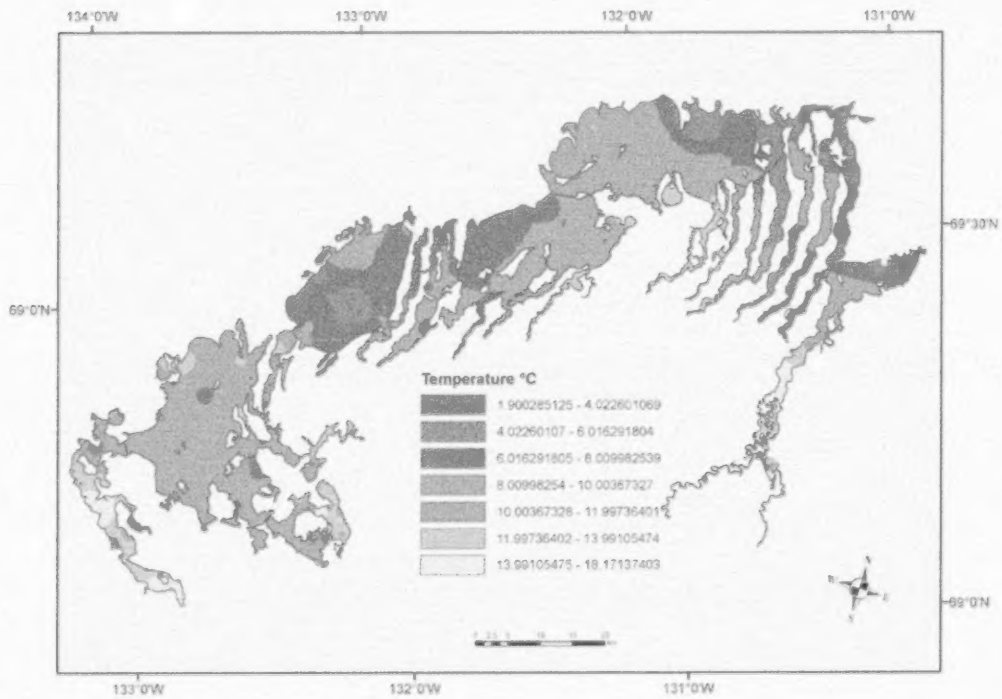 134°0'W 133°0'W 132°0'W 131°0'W
69°30'N
69°0'N
Temperature °C
1.900285125 - 4.022601069
4.02260107 - 6.016291804
6.016291805 - 8.009982539
8.00998254 - 10.00367327
10.00367328 - 11.99736401
11.99736402 - 13.99105474
13.99105475 - 18.17137403
N
E
S
69°0'N
133°0'W 132°0'W 131°0'W